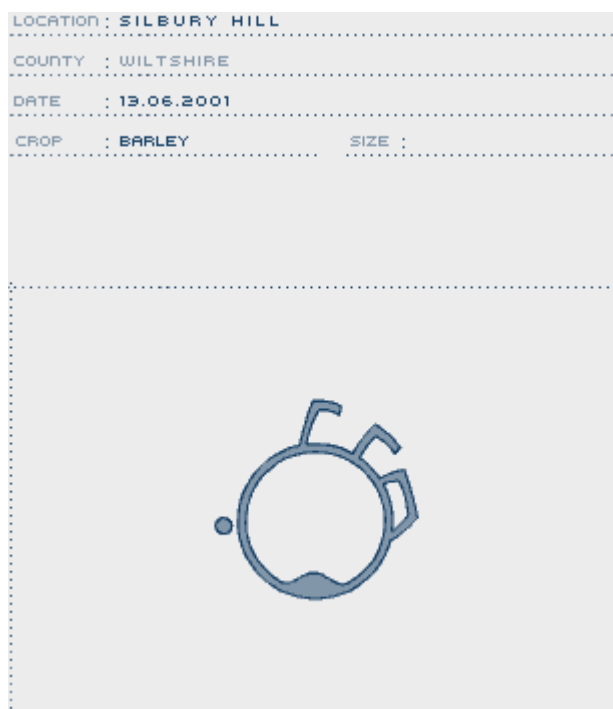 LOCATION : SILBURY HILL
COUNTY : WILTSHIRE
DATE : 13.06.2001
CROP : BARLEY SIZE :